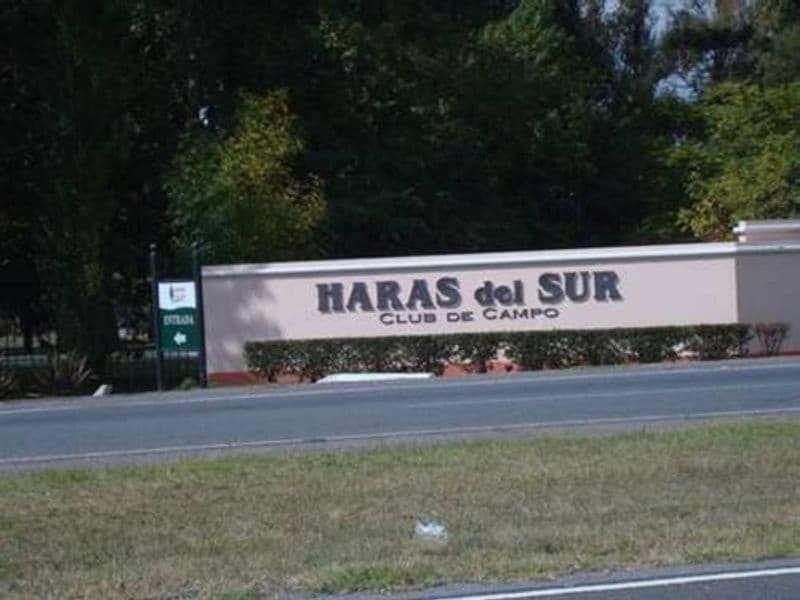 HARAS del SUR
CLUB DE CAMPO
ENTRADA